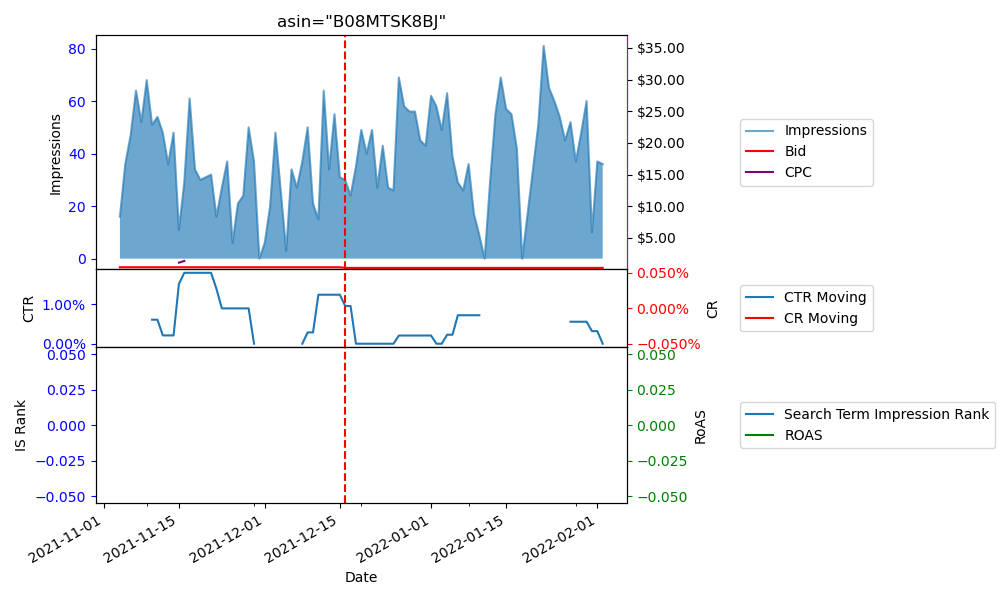 asin="B08MTSK8BJ"
80
60
40
20
0
Impressions
$35.00
$30.00
$25.00
$20.00
$15.00
$10.00
$5.00
Impressions
Bid
CPC
1.00%
0.00%
CTR
0.050%
0.000%
−0.050%
CR
CTR Moving
CR Moving
0.050
0.025
0.000
−0.025
−0.050
IS Rank
0.050
0.025
0.000
−0.025
−0.050
RoAS
Search Term Impression Rank
ROAS
2021-11-01
2021-11-15
2021-12-01
2021-12-15
2022-01-01
2022-01-15
2022-02-01
Date